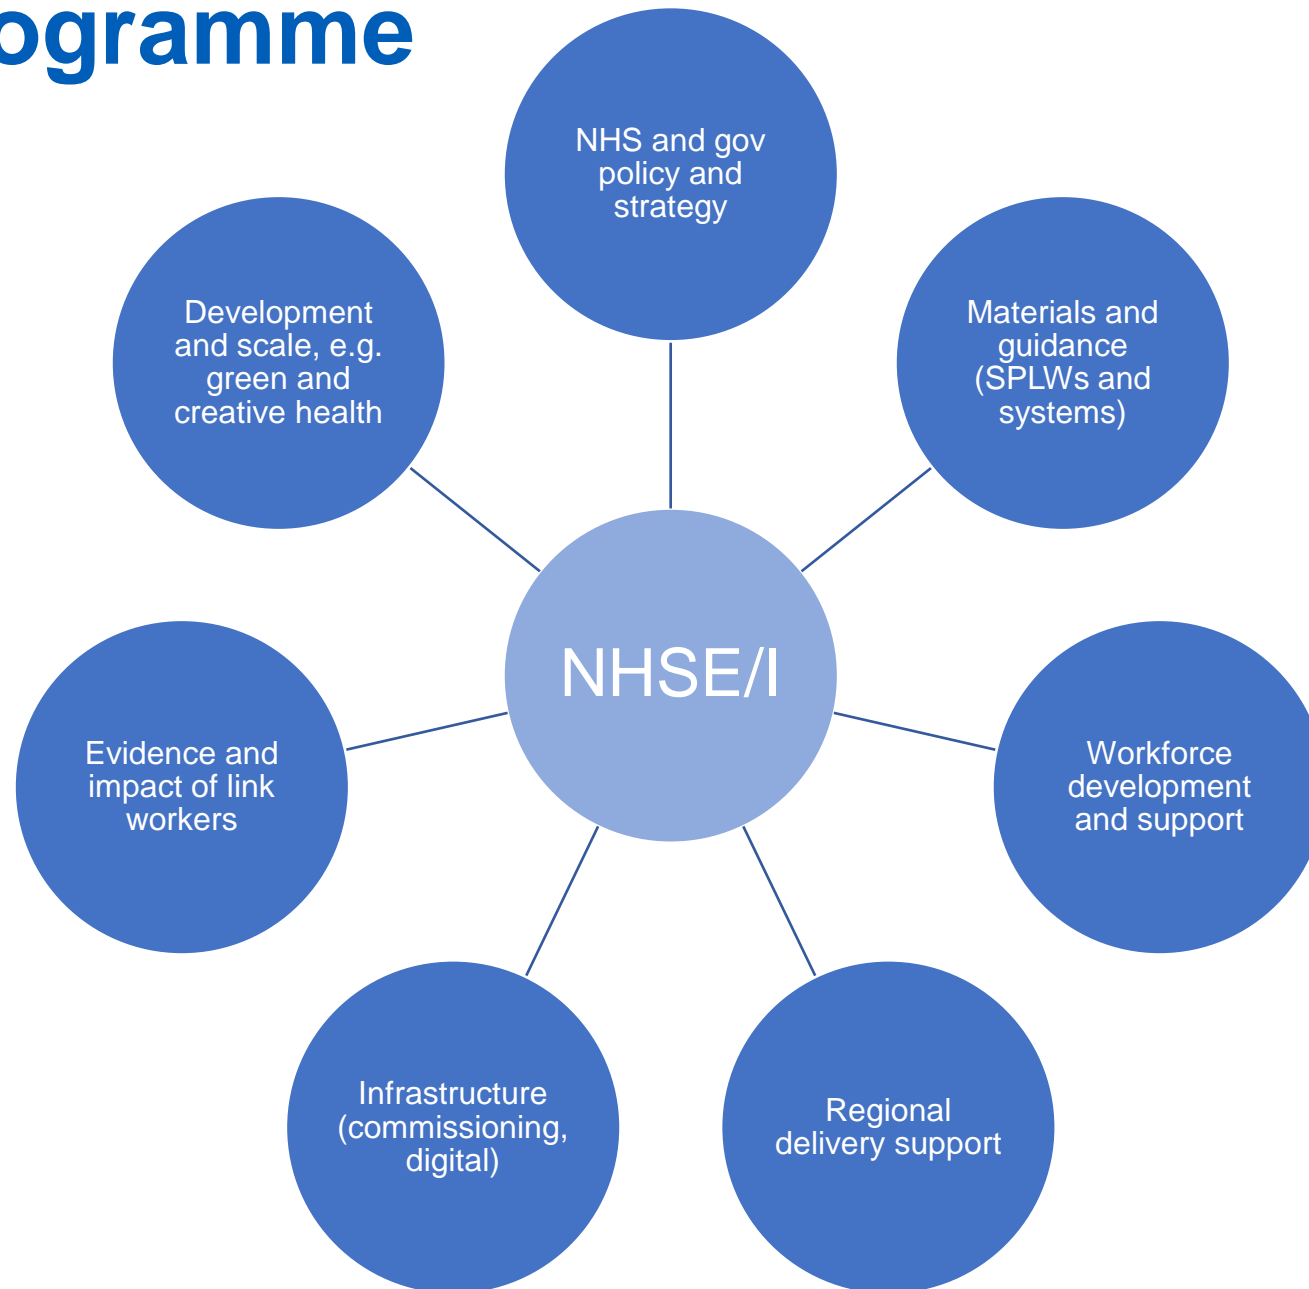 ogramme
NHS and gov
policy and
strategy
Materials and
guidance
(SPLWs and
systems)
Workforce
development
and support
Regional
delivery support
Infrastructure
(commissioning,
digital)
Evidence and
impact of link
workers
Development
and scale, e.g.
green and
creative health
NHSE/I